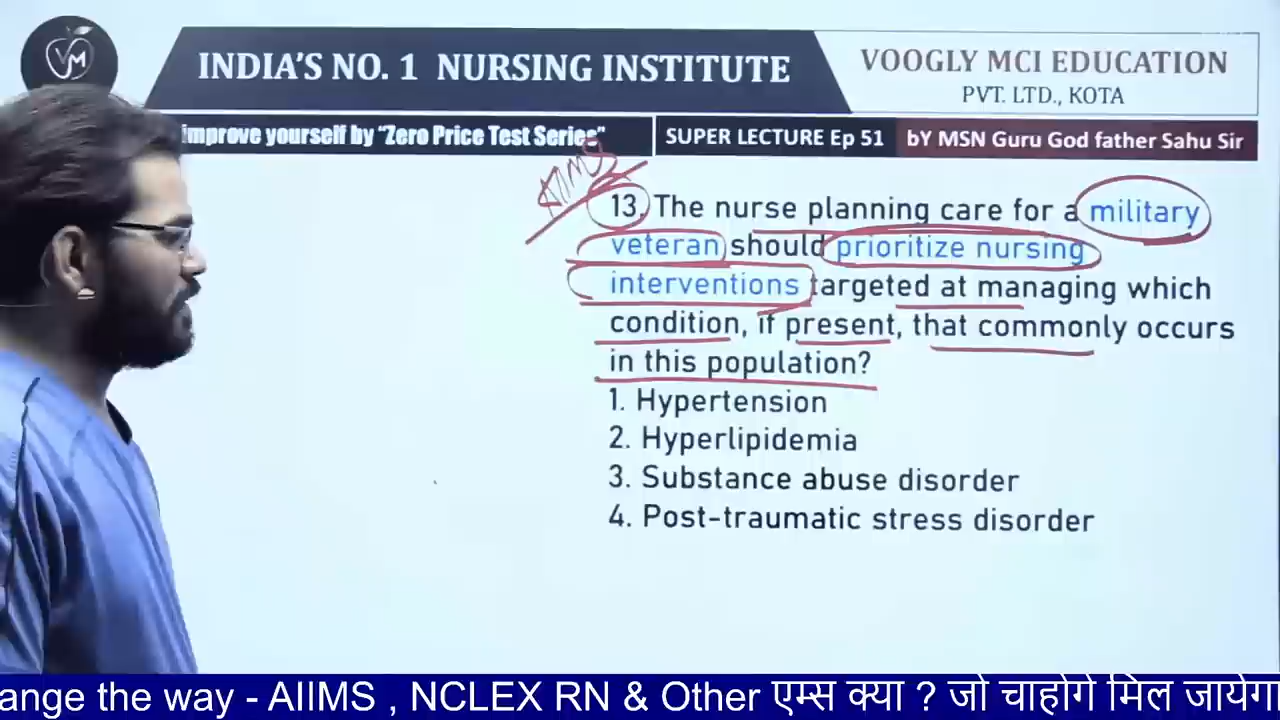 VM
INDIA'S NO. 1 NURSING INSTITUTE
VOOGLY MCI EDUCATION
PVT. LTD., KOTA
improve yourself by "Zero Price Test Series"
SUPER LECTURE Ep 51
bY MSN Guru God father Sahu Sir
AIIMS
13. The nurse planning care for a military
veteran should prioritize nursing
interventions targeted at managing which
condition, if present, that commonly occurs
in this population?
1. Hypertension
2. Hyperlipidemia
3. Substance abuse disorder
4. Post-traumatic stress disorder
ange the way - AIIMS , NCLEX RN & Other एम्स क्या ? जो चाहोगे मिल जायेगा